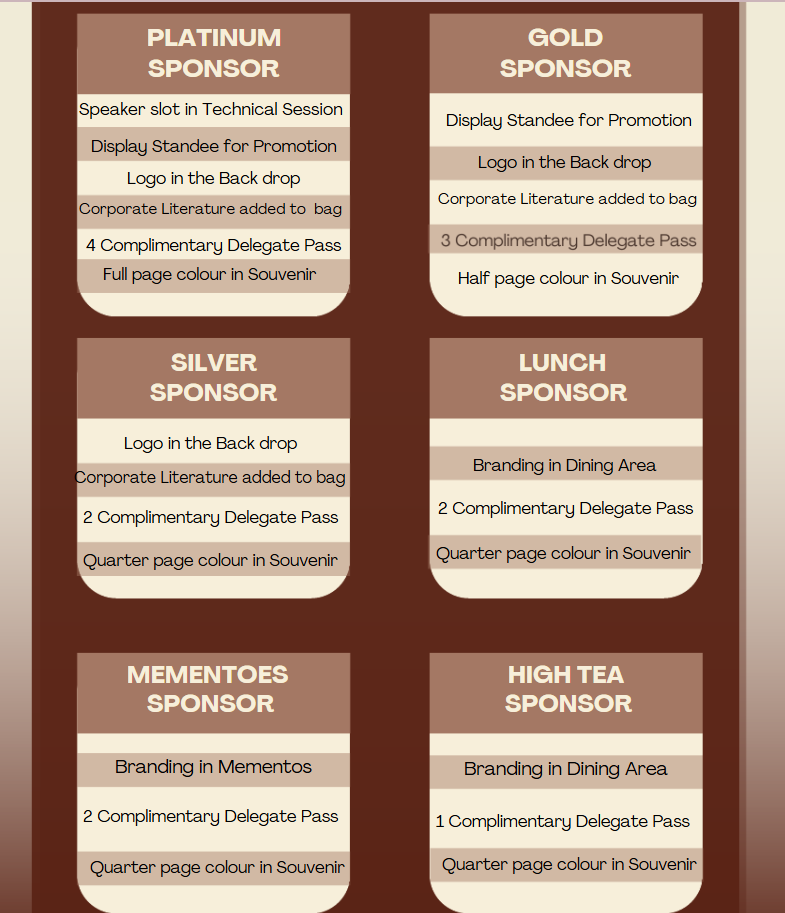 PLATINUM
SPONSOR
Speaker slot in Technical Session
Display Standee for Promotion
Logo in the Back drop
Corporate Literature added to bag
4 Complimentary Delegate Pass
Full page colour in Souvenir
GOLD
SPONSOR
Display Standee for Promotion
Logo in the Back drop
Corporate Literature added to bag
3 Complimentary Delegate Pass
Half page colour in Souvenir
SILVER
SPONSOR
Logo in the Back drop
Corporate Literature added to bag
2 Complimentary Delegate Pass
Quarter page colour in Souvenir
LUNCH
SPONSOR
Branding in Dining Area
2 Complimentary Delegate Pass
Quarter page colour in Souvenir
MEMENTOES
SPONSOR
Branding in Mementos
2 Complimentary Delegate Pass
Quarter page colour in Souvenir
HIGH TEA
SPONSOR
Branding in Dining Area
1 Complimentary Delegate Pass
Quarter page colour in Souvenir